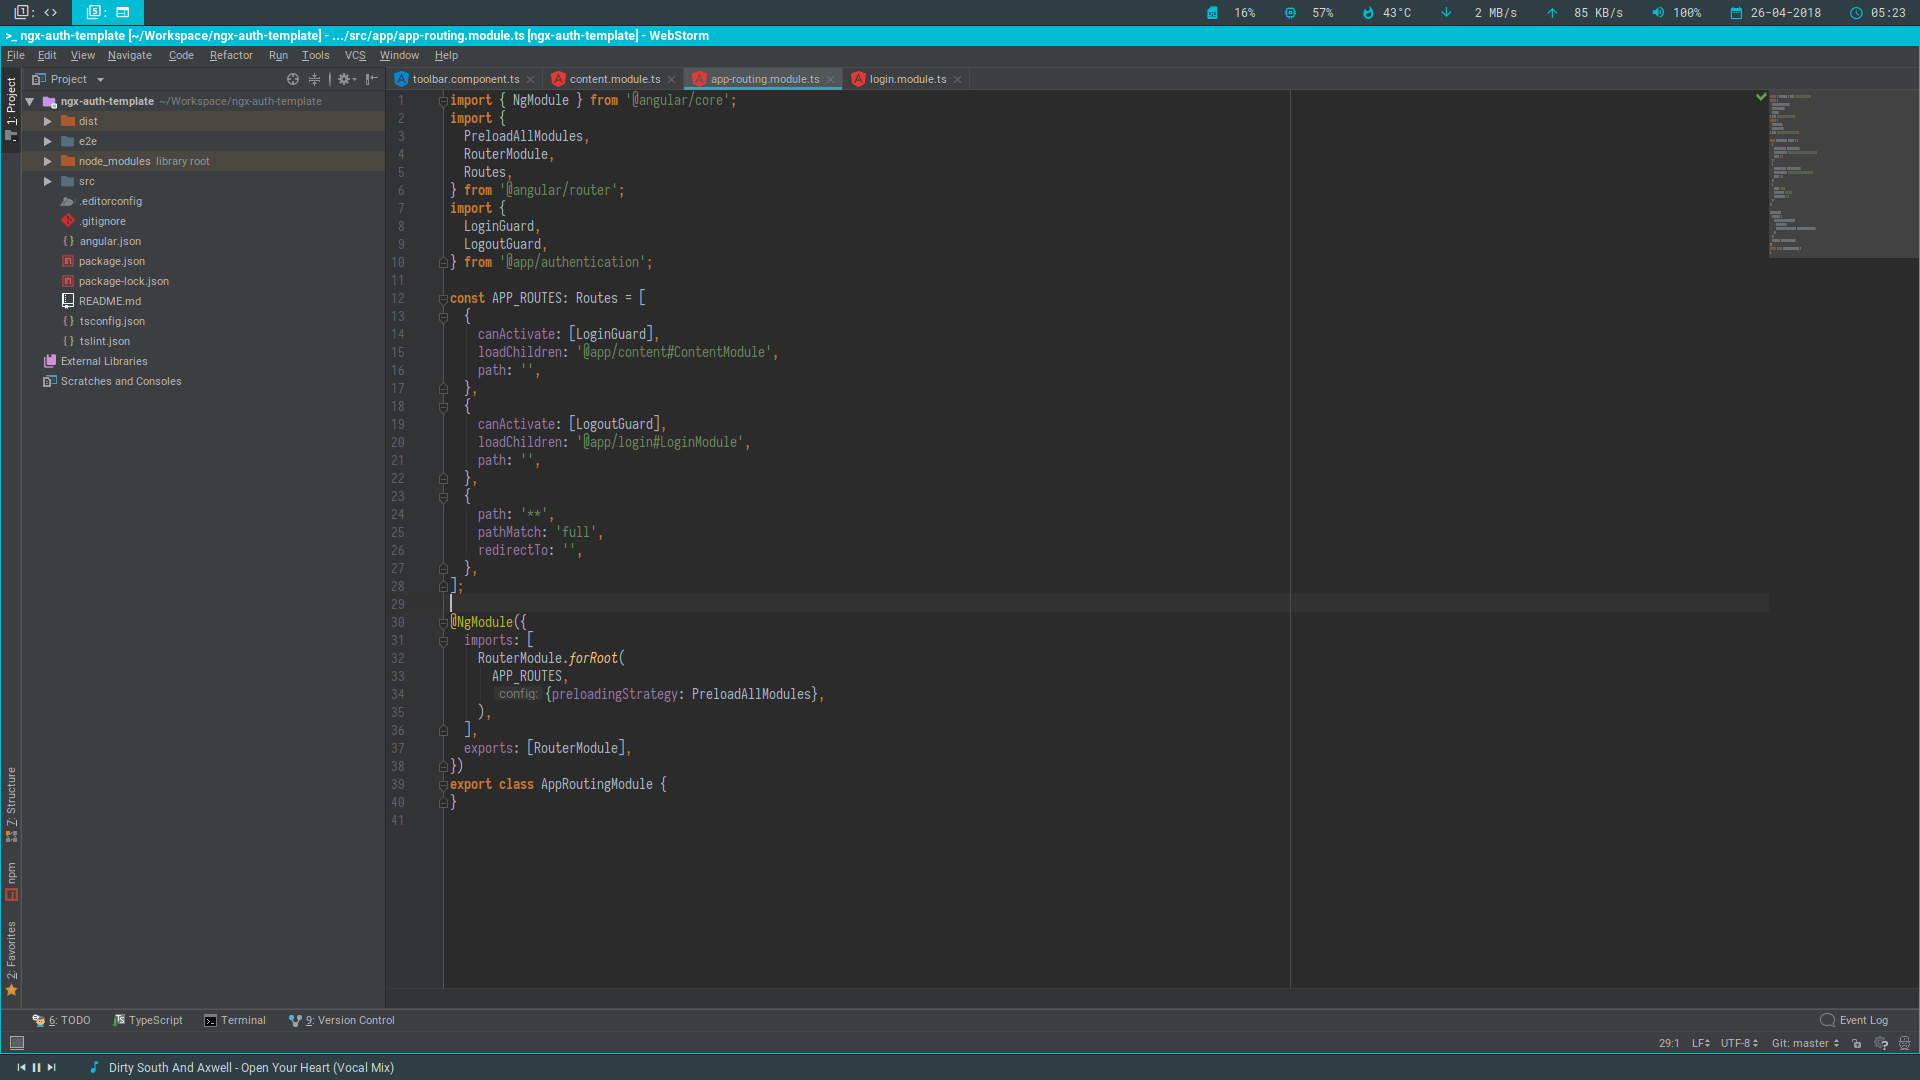 1: <> 5: 16% 57% 43°C 2 MB/s 85 KB/s 100% 26-04-2018 05:23
>_ ngx-auth-template [~/Workspace/ngx-auth-template] - .../src/app/app-routing.module.ts [ngx-auth-template] - WebStorm
File Edit View Navigate Code Refactor Run Tools VCS Window Help
Project toolbar.component.ts content.module.ts app-routing.module.ts login.module.ts
1: Project
7: Structure
npm
2: Favorites
ngx-auth-template ~/Workspace/ngx-auth-template
dist
e2e
node_modules library root
src
.editorconfig
.gitignore
angular.json
package.json
package-lock.json
README.md
tsconfig.json
tslint.json
External Libraries
Scratches and Consoles
1 import { NgModule } from '@angular/core';
2 import {
3   PreloadAllModules,
4   RouterModule,
5   Routes,
6 } from '@angular/router';
7 import {
8   LoginGuard,
9   LogoutGuard,
10 } from '@app/authentication';
11
12 const APP_ROUTES: Routes = [
13   {
14     canActivate: [LoginGuard],
15     loadChildren: '@app/content#ContentModule',
16     path: '',
17   },
18   {
19     canActivate: [LogoutGuard],
20     loadChildren: '@app/login#LoginModule',
21     path: '',
22   },
23   {
24     path: '**',
25     pathMatch: 'full',
26     redirectTo: '',
27   },
28 ];
29
30 @NgModule({
31   imports: [
32     RouterModule.forRoot(
33       APP_ROUTES,
34       config: {preloadingStrategy: PreloadAllModules},
35     ),
36   ],
37   exports: [RouterModule],
38 })
39 export class AppRoutingModule {
40 }
41
6: TODO TypeScript Terminal 9: Version Control Event Log
29:1 LF UTF-8 Git: master
Dirty South And Axwell - Open Your Heart (Vocal Mix)